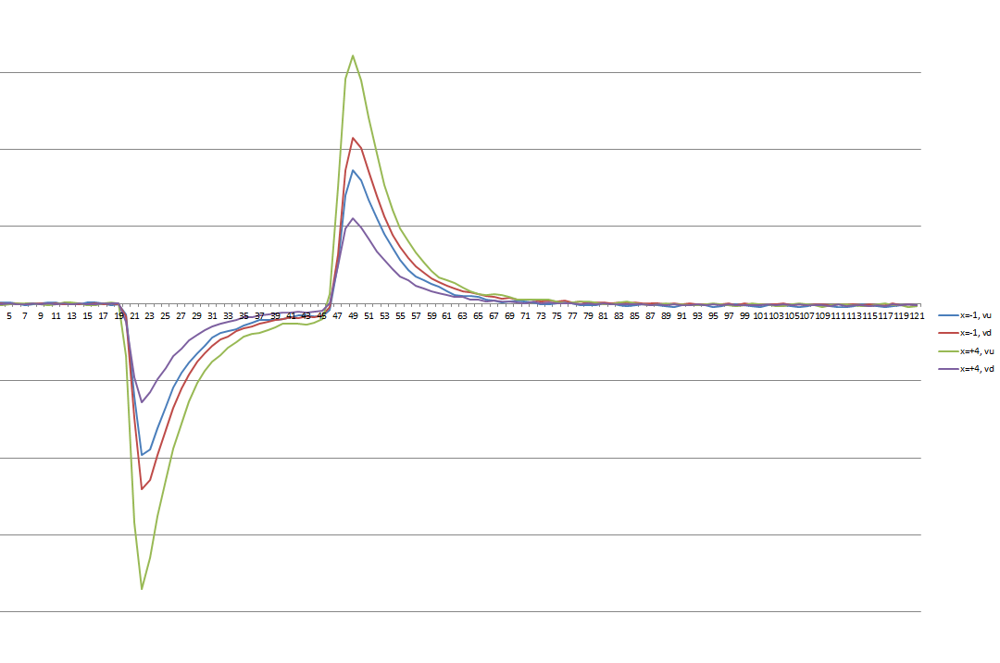 5 7 9 11 13 15 17 19 21 23 25 27 29 31 33 35 37 39 41 43 45 47 49 51 53 55 57 59 61 63 65 67 69 71 73 75 77 79 81 83 85 87 89 91 93 95 97 99 101 103 105 107 109 111 113 115 117 119 121
x=-1, vu
x=-1, vd
x=+4, vu
x=+4, vd